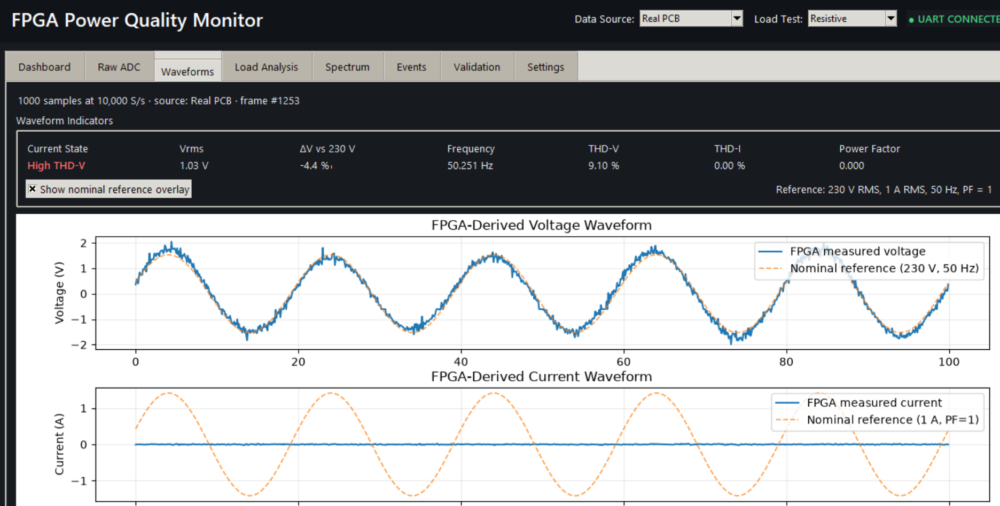 FPGA Power Quality Monitor
Data Source: Real PCB Load Test: Resistive ● UART CONNECTE
Dashboard Raw ADC Waveforms Load Analysis Spectrum Events Validation Settings
1000 samples at 10,000 S/s · source: Real PCB · frame #1253
Waveform Indicators
Current State Vrms ΔV vs 230 V Frequency THD-V THD-I Power Factor
High THD-V 1.03 V -4.4 % 50.251 Hz 9.10 % 0.00 % 0.000
Show nominal reference overlay Reference: 230 V RMS, 1 A RMS, 50 Hz, PF = 1
FPGA-Derived Voltage Waveform
FPGA measured voltage
Nominal reference (230 V, 50 Hz)
Voltage (V)
2
1
0
−1
−2
0 20 40 60 80 100
FPGA-Derived Current Waveform
FPGA measured current
Nominal reference (1 A, PF=1)
Current (A)
1
0
−1